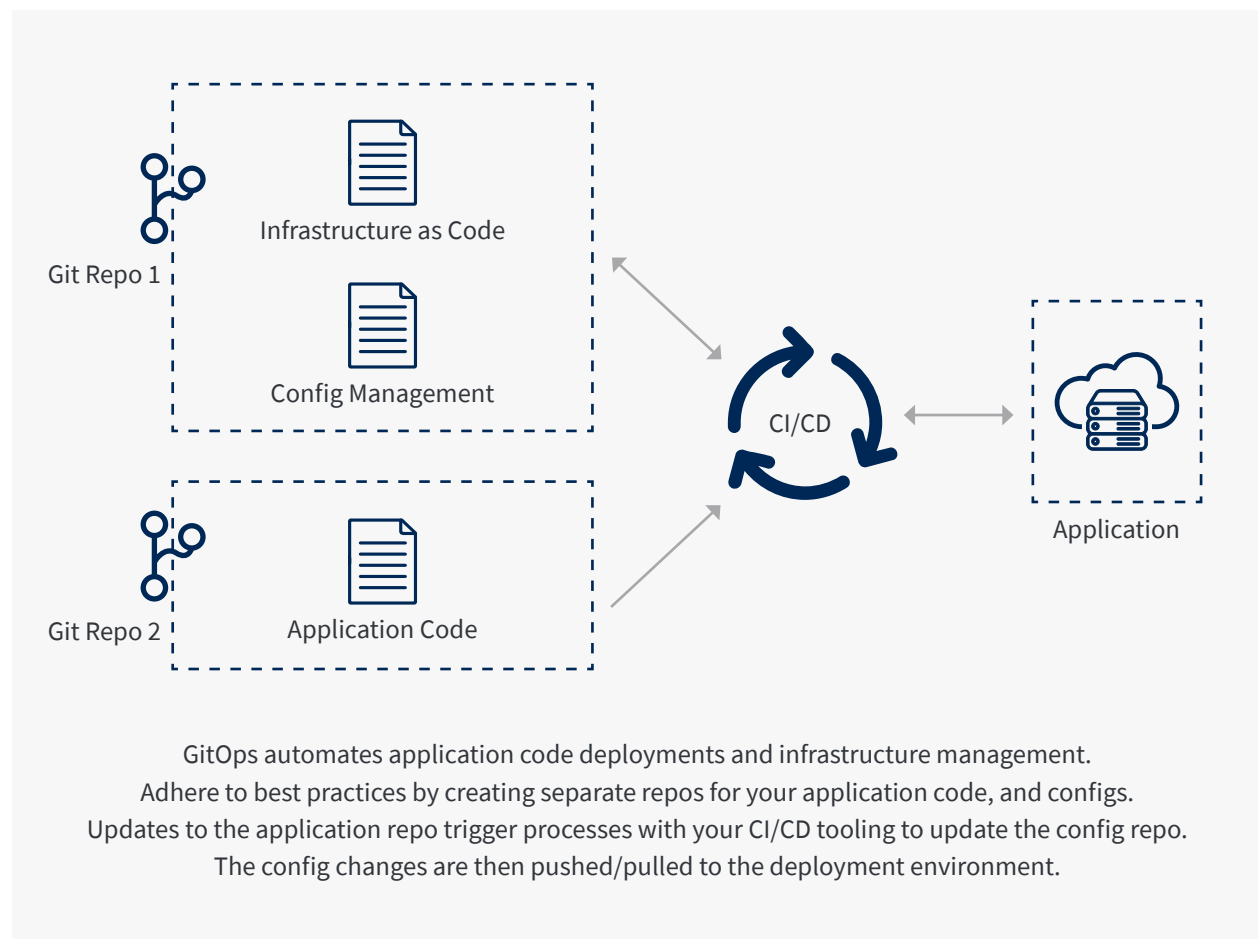 Infrastructure as Code
Git Repo 1
Config Management
CI/CD
Application
Git Repo 2
Application Code
GitOps automates application code deployments and infrastructure management.
Adhere to best practices by creating separate repos for your application code, and configs.
Updates to the application repo trigger processes with your CI/CD tooling to update the config repo.
The config changes are then pushed/pulled to the deployment environment.